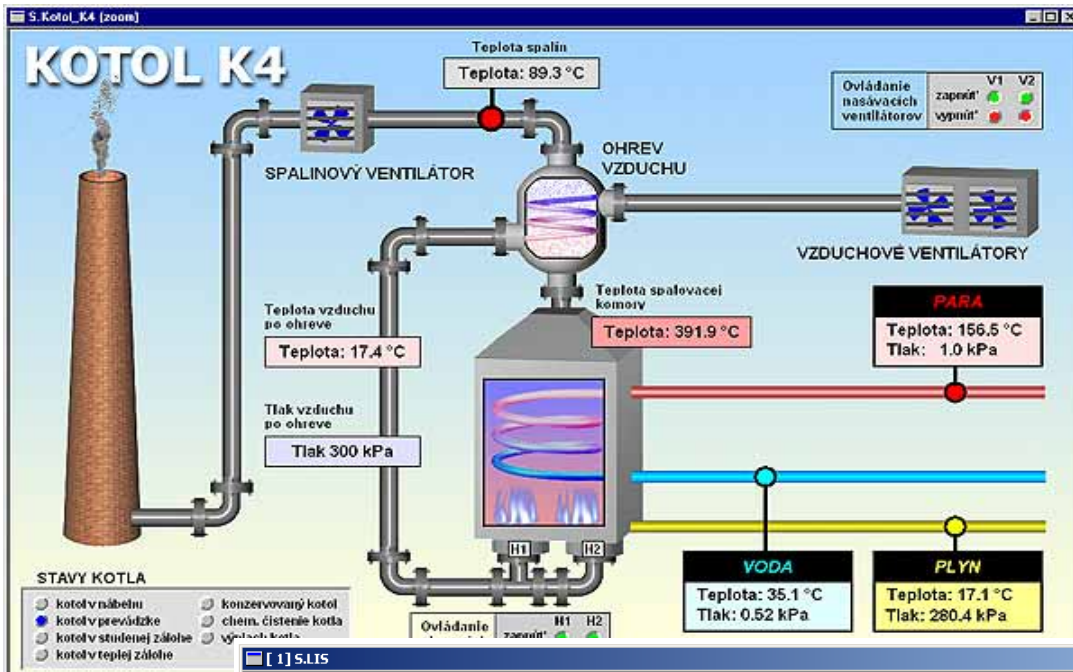 S.Kotol_K4 (zoom)
KOTOL K4
Teplota spalín
Teplota: 89.3 °C
Ovládanie
nasávacích
ventilátorov
V1 V2
zapnúť
vypnúť
SPALINOVÝ VENTILÁTOR
OHREV
VZDUCHU
VZDUCHOVÉ VENTILÁTORY
Teplota vzduchu
po ohreve
Teplota: 17.4 °C
Teplota spalovacej
komory
Teplota: 391.9 °C
PARA
Teplota: 156.5 °C
Tlak: 1.0 kPa
Tlak vzduchu
po ohreve
Tlak 300 kPa
H1 H2
VODA
Teplota: 35.1 °C
Tlak: 0.52 kPa
PLYN
Teplota: 17.1 °C
Tlak: 280.4 kPa
STAVY KOTLA
kotol v nábehu
kotol v prevádzke
kotol v studenej zálohe
kotol v teplej zálohe
konzervovaný kotol
chem. čistenie kotla
výplach kotla
Ovládanie
H1 H2
zapnúť
[ 1] S.LIS